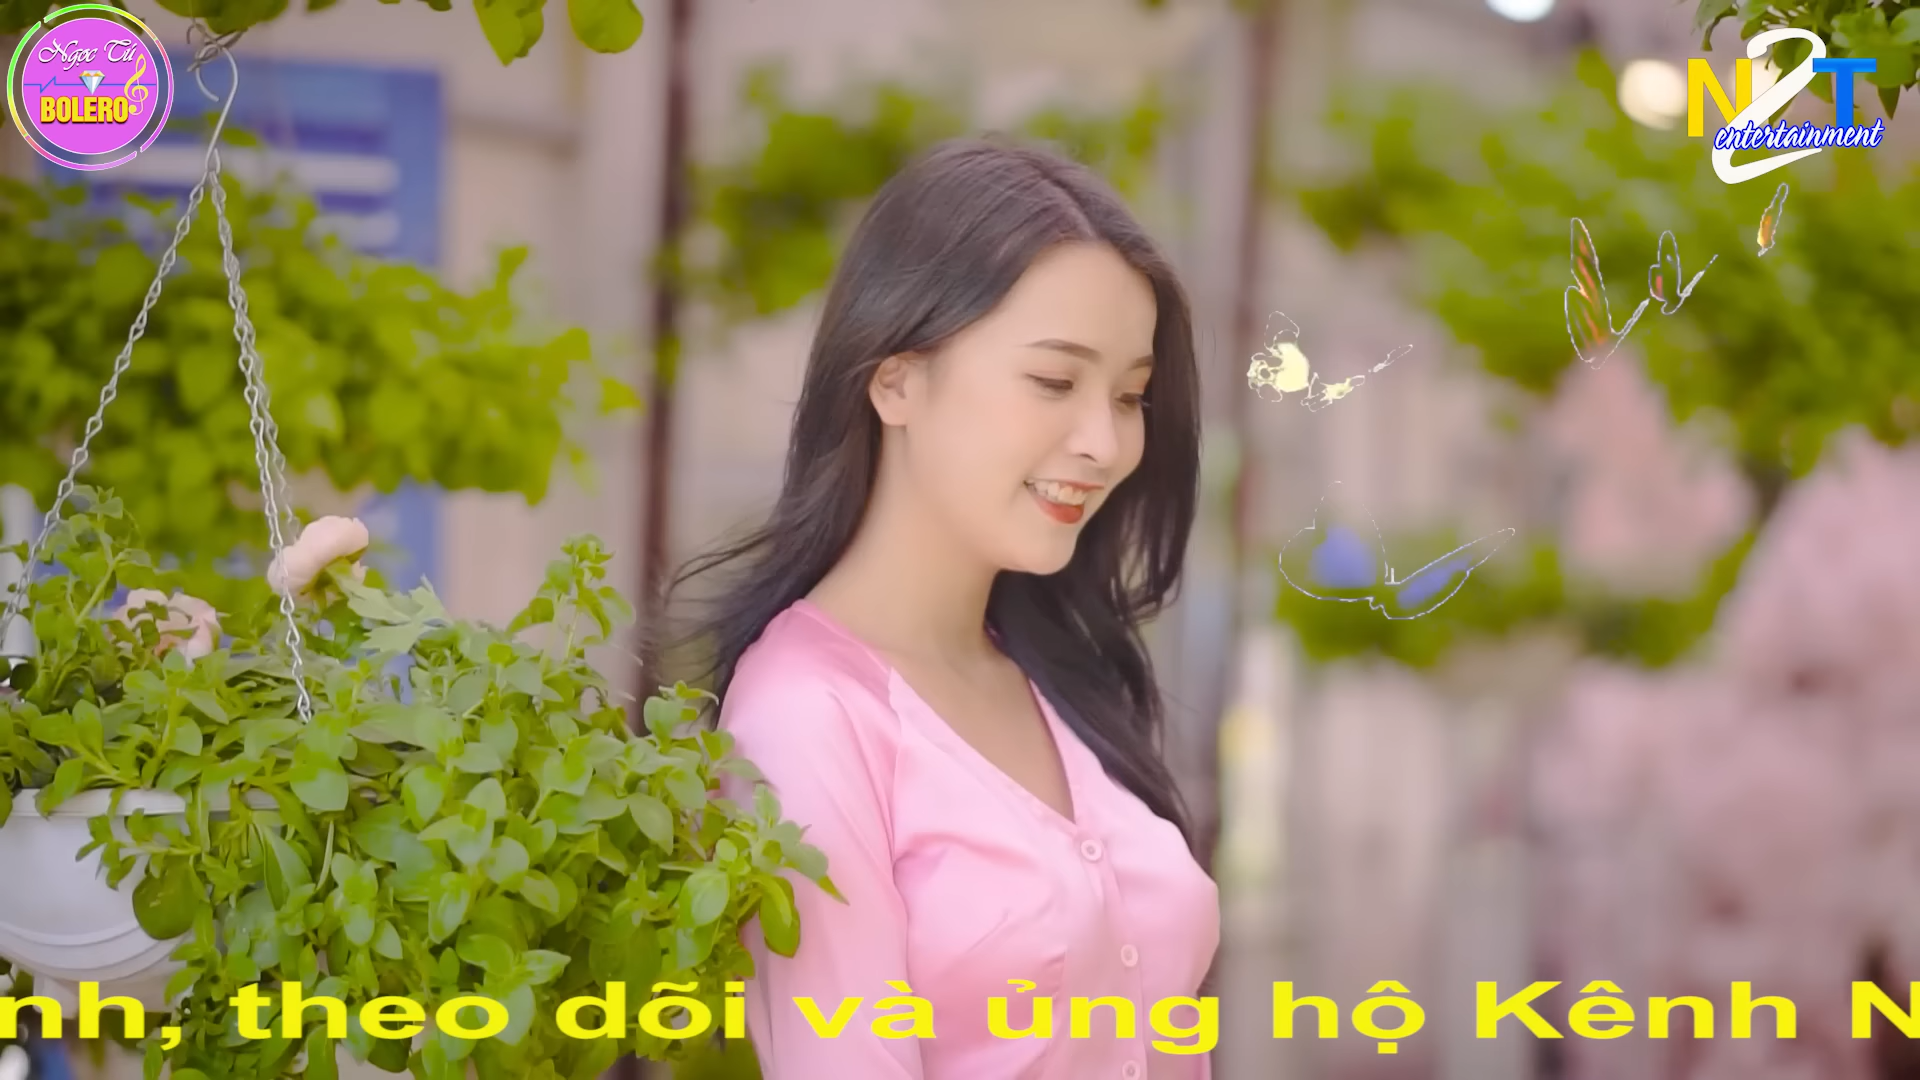 Ngọc Tú
BOLERO
N2T
entertainment
nh, theo dõi và ủng hộ Kênh N